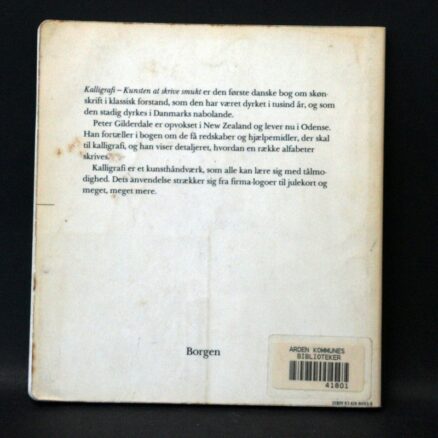 Kalligrafi – Kunsten at skrive smukt er den første danske bog om skøn-
skrift i klassisk forstand, som den har været dyrket i tusind år, og som
den stadig dyrkes i Danmarks nabolande.
Peter Gilderdale er opvokset i New Zealand og lever nu i Odense.
Han fortæller i bogen om de få redskaber og hjælpemidler, der skal
til kalligrafi, og han viser detaljeret, hvordan en række alfabeter
skrives.
Kalligrafi er et kunsthåndværk, som alle kan lære sig med tålmo-
dighed. Dets anvendelse strækker sig fra firma-logoer til julekort og
meget, meget mere.
Borgen
ARDEN KOMMUNES
BIBLIOTEKER
41801
ISBN